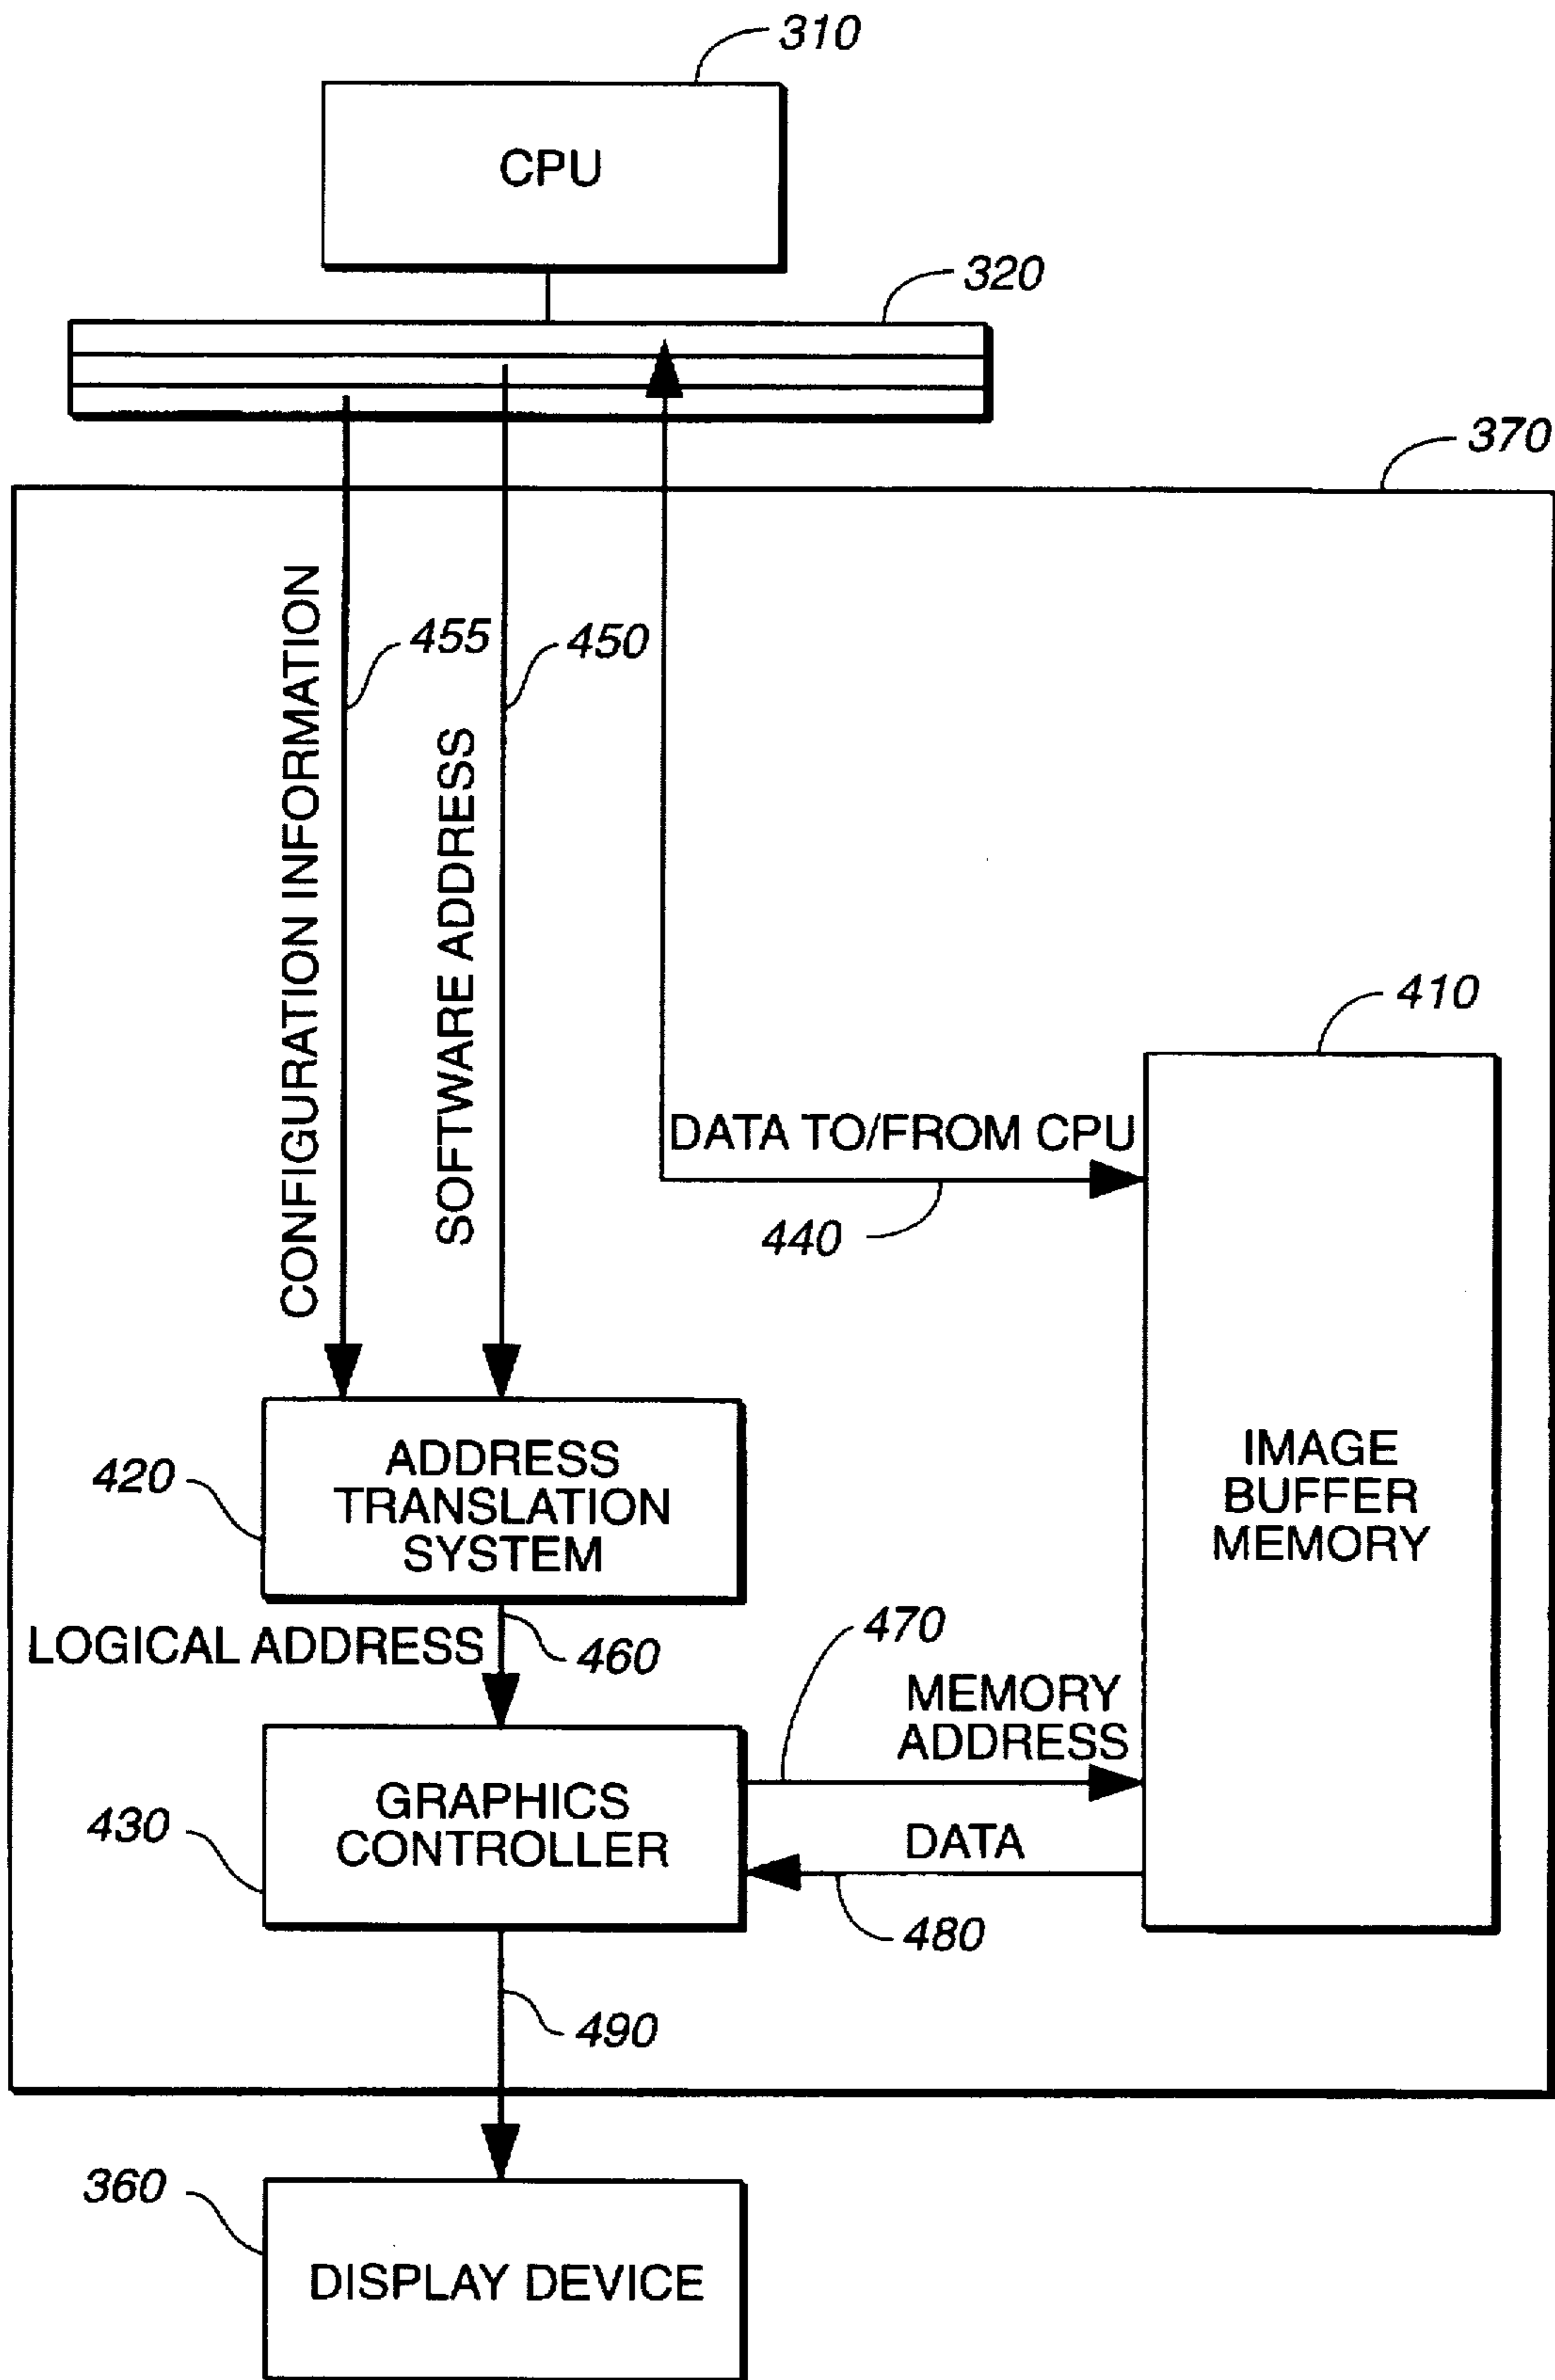 310
CPU
320
370
CONFIGURATION INFORMATION
455
SOFTWARE ADDRESS
450
410
DATA TO/FROM CPU
440
IMAGE
BUFFER
MEMORY
420
ADDRESS
TRANSLATION
SYSTEM
LOGICAL ADDRESS
460
470
MEMORY
ADDRESS
430
GRAPHICS
CONTROLLER
DATA
480
490
360
DISPLAY DEVICE